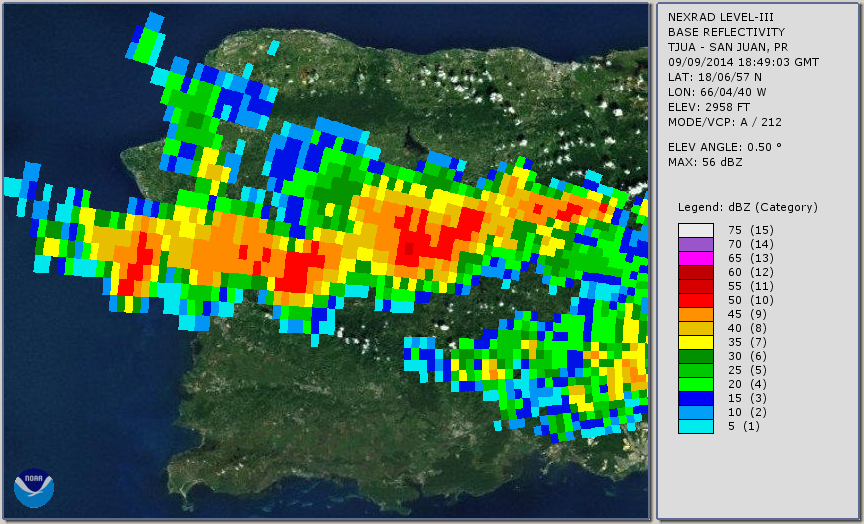 NEXRAD LEVEL-III
BASE REFLECTIVITY
TJUA - SAN JUAN, PR
09/09/2014 18:49:03 GMT
LAT: 18/06/57 N
LON: 66/04/40 W
ELEV: 2958 FT
MODE/VCP: A / 212
ELEV ANGLE: 0.50 °
MAX: 56 dBZ
Legend: dBZ (Category)
75 (15)
70 (14)
65 (13)
60 (12)
55 (11)
50 (10)
45 (9)
40 (8)
35 (7)
30 (6)
25 (5)
20 (4)
15 (3)
10 (2)
5 (1)
NOAA